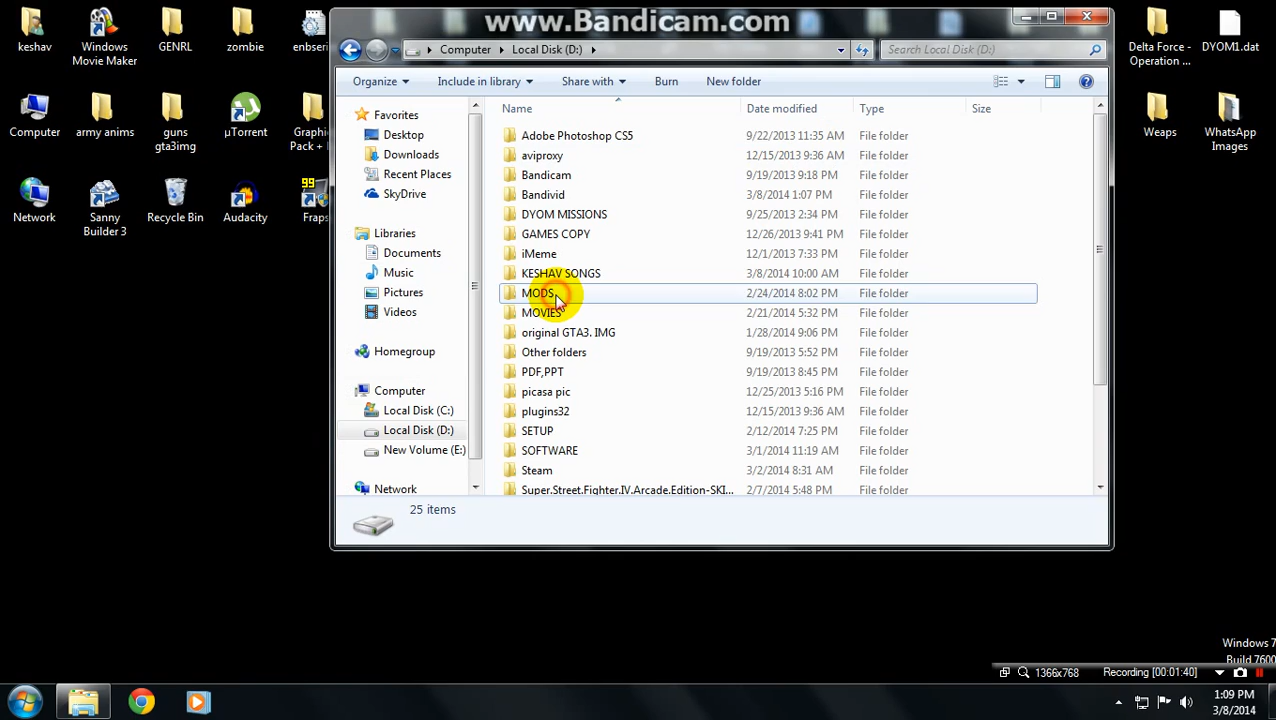 www.Bandicam.com
keshav
Windows Movie Maker
GENRL
zombie
enbseri
Computer
army anims
guns gta3img
µTorrent
Graphic Pack +
Network
Sanny Builder 3
Recycle Bin
Audacity
99
Fraps
Computer
Local Disk (D:)
Search Local Disk (D:)
Organize
Include in library
Share with
Burn
New folder
Favorites
Desktop
Downloads
Recent Places
SkyDrive
Libraries
Documents
Music
Pictures
Videos
Homegroup
Computer
Local Disk (C:)
Local Disk (D:)
New Volume (E:)
Network
Name Date modified Type Size
Adobe Photoshop CS5 9/22/2013 11:35 AM File folder
aviproxy 12/15/2013 9:36 AM File folder
Bandicam 9/19/2013 9:18 PM File folder
Bandivid 3/8/2014 1:07 PM File folder
DYOM MISSIONS 9/25/2013 2:34 PM File folder
GAMES COPY 12/26/2013 9:41 PM File folder
iMeme 12/1/2013 7:33 PM File folder
KESHAV SONGS 3/8/2014 10:00 AM File folder
MODS 2/24/2014 8:02 PM File folder
MOVIES 2/21/2014 5:32 PM File folder
original GTA3. IMG 1/28/2014 9:06 PM File folder
Other folders 9/19/2013 5:52 PM File folder
PDF,PPT 9/19/2013 8:45 PM File folder
picasa pic 12/25/2013 5:16 PM File folder
plugins32 12/15/2013 9:36 AM File folder
SETUP 2/12/2014 7:25 PM File folder
SOFTWARE 3/1/2014 11:19 AM File folder
Steam 3/2/2014 8:31 AM File folder
Super.Street.Fighter.IV.Arcade.Edition-SKI... 2/7/2014 5:48 PM File folder
25 items
Delta Force - Operation ...
DYOM1.dat
Weaps
WhatsApp Images
Windows 7
Build 7600
1366x768
Recording [00:01:40]
1:09 PM
3/8/2014